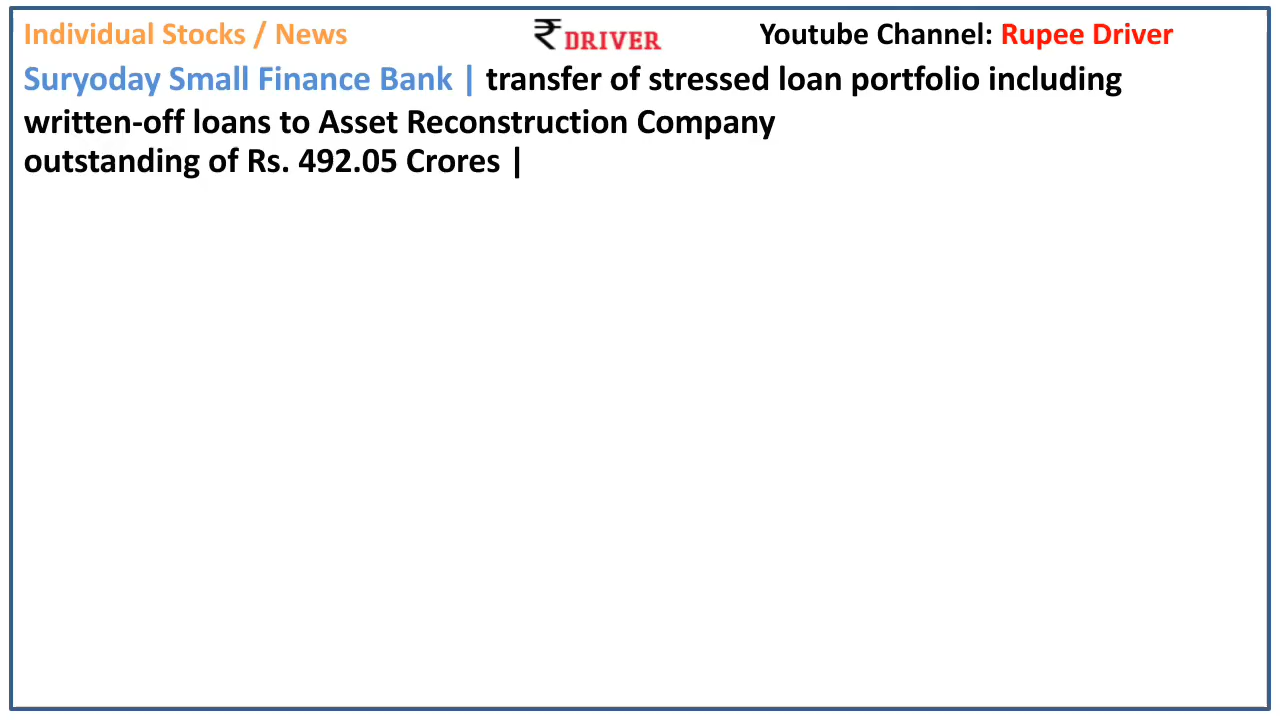 Individual Stocks / News
₹ DRIVER
Youtube Channel: Rupee Driver
Suryoday Small Finance Bank | transfer of stressed loan portfolio including
written-off loans to Asset Reconstruction Company
outstanding of Rs. 492.05 Crores |